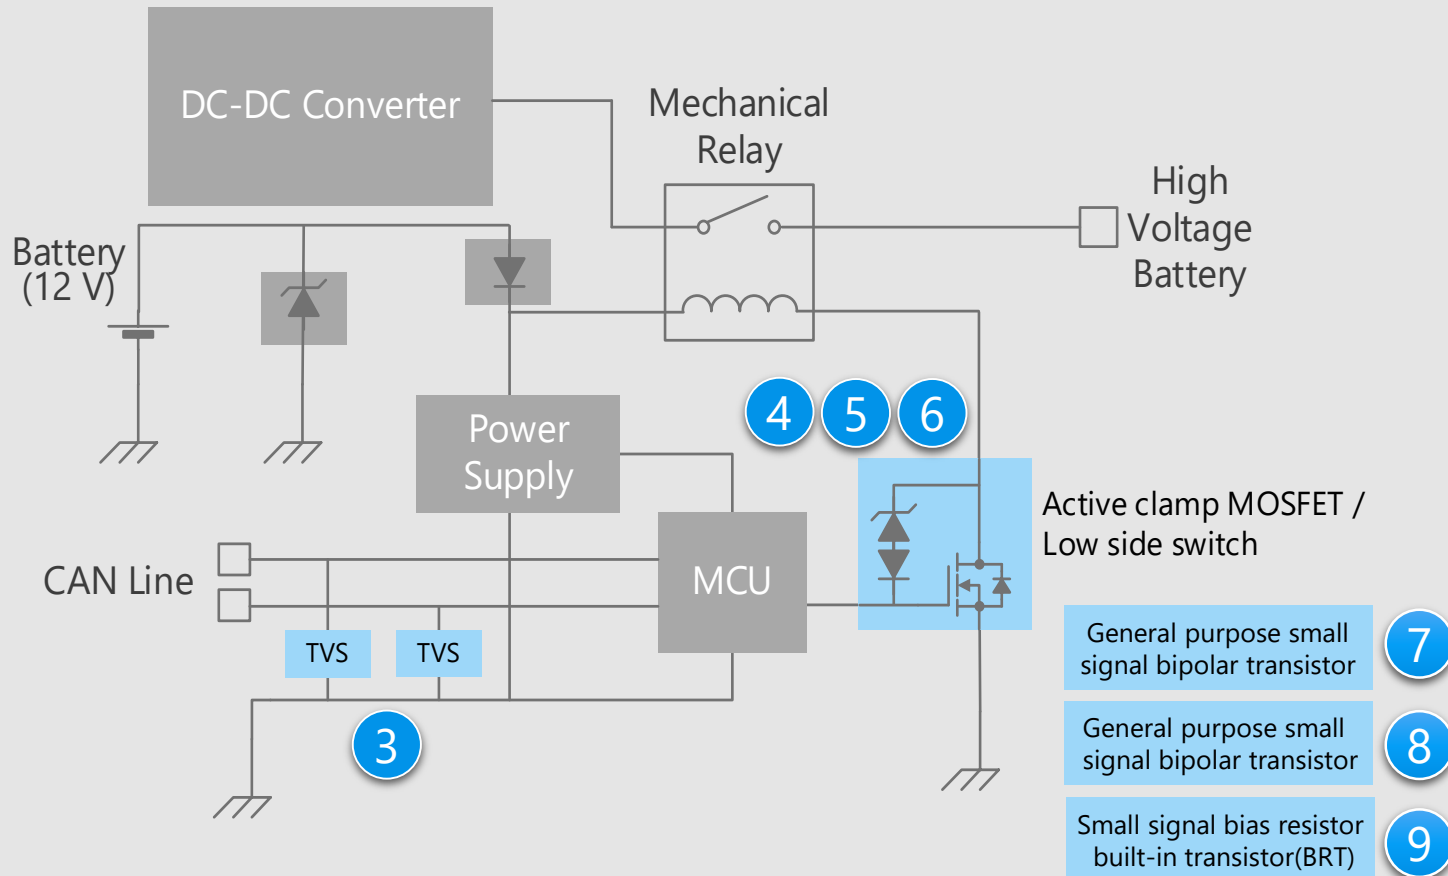 DC-DC Converter
Mechanical
Relay
High
Voltage
Battery
Battery
(12 V)
4 5 6
Power
Supply
Active clamp MOSFET /
Low side switch
CAN Line
MCU
TVS TVS
3
General purpose small
signal bipolar transistor
7
General purpose small
signal bipolar transistor
8
Small signal bias resistor
built-in transistor(BRT)
9